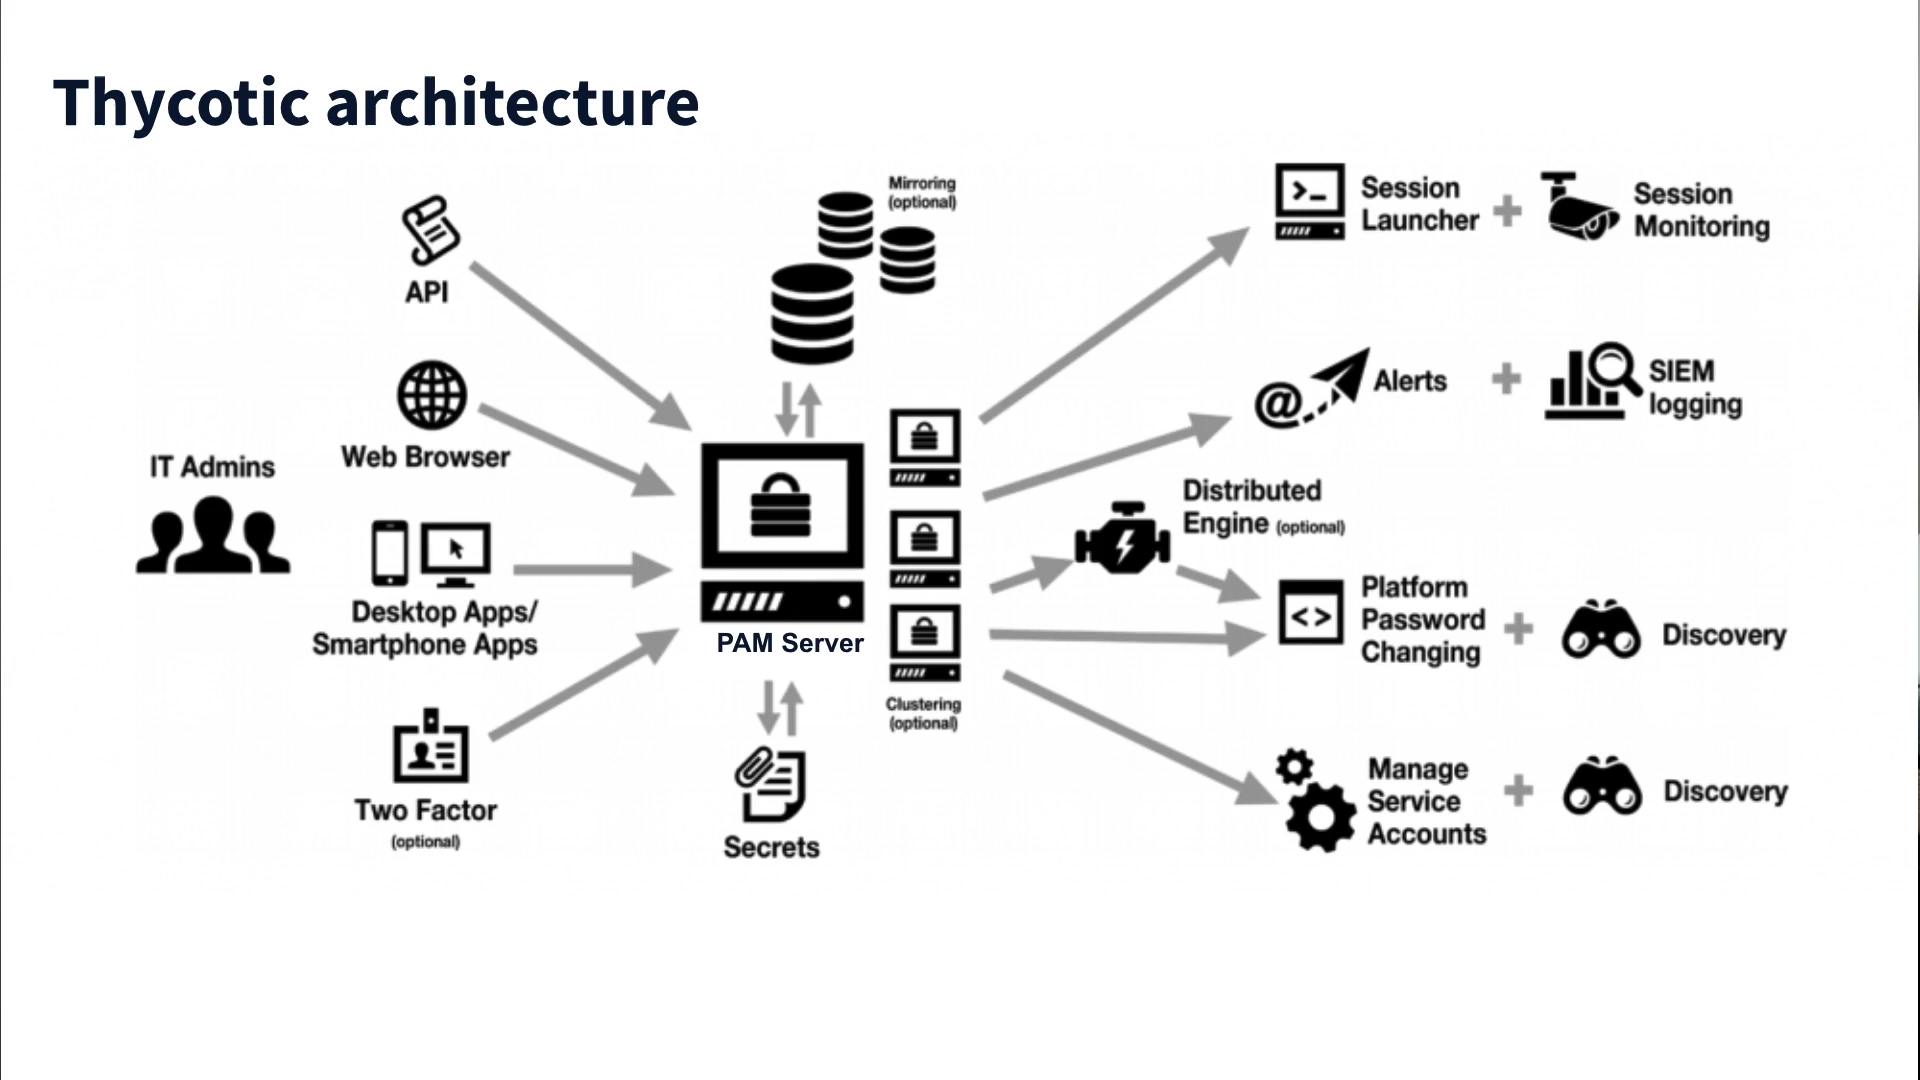 Thycotic architecture
API
Web Browser
IT Admins
Desktop Apps/
Smartphone Apps
Two Factor
(optional)
Mirroring
(optional)
PAM Server
Clustering
(optional)
Secrets
Session
Launcher
Session
Monitoring
@
Alerts
SIEM
logging
Distributed
Engine (optional)
Platform
Password
Changing
Discovery
Manage
Service
Accounts
Discovery